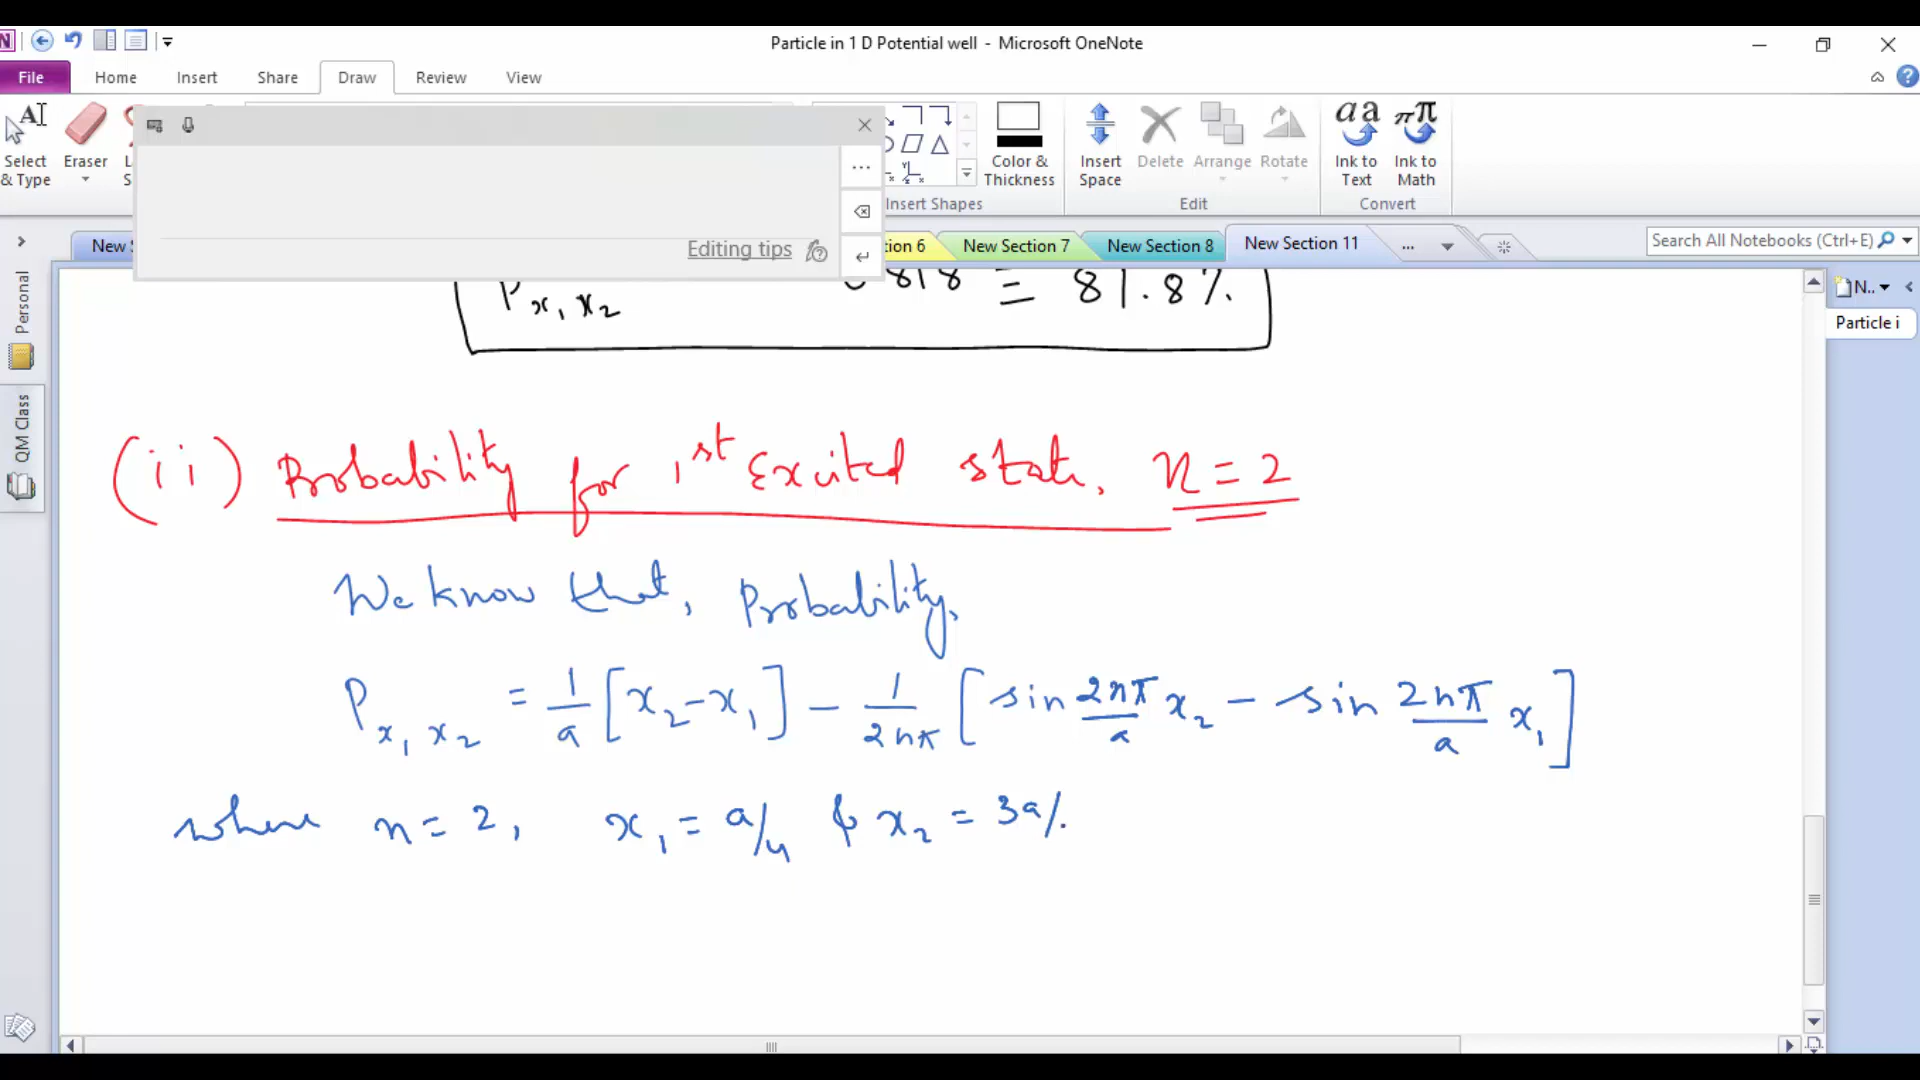 Particle in 1 D Potential well - Microsoft OneNote
File Home Insert Share Draw Review View
Select & Type
Eraser
Color & Thickness
Insert Space
Delete
Arrange
Rotate
Ink to Text
Ink to Math
Insert Shapes
Edit
Convert
Editing tips
New
New Section 7
New Section 8
New Section 11
...
Search All Notebooks (Ctrl+E)
N..
Particle i
Personal
QM Class
P x₁ x₂ 818 = 81.8%
(ii) Probability for 1st Excited state, n = 2
We know that, Probability,
P x₁ x₂ = 1/a [x₂ - x₁] - 1/2nπ [sin 2nπ/a x₂ - sin 2nπ/a x₁]
where n = 2, x₁ = a/4 & x₂ = 3a/